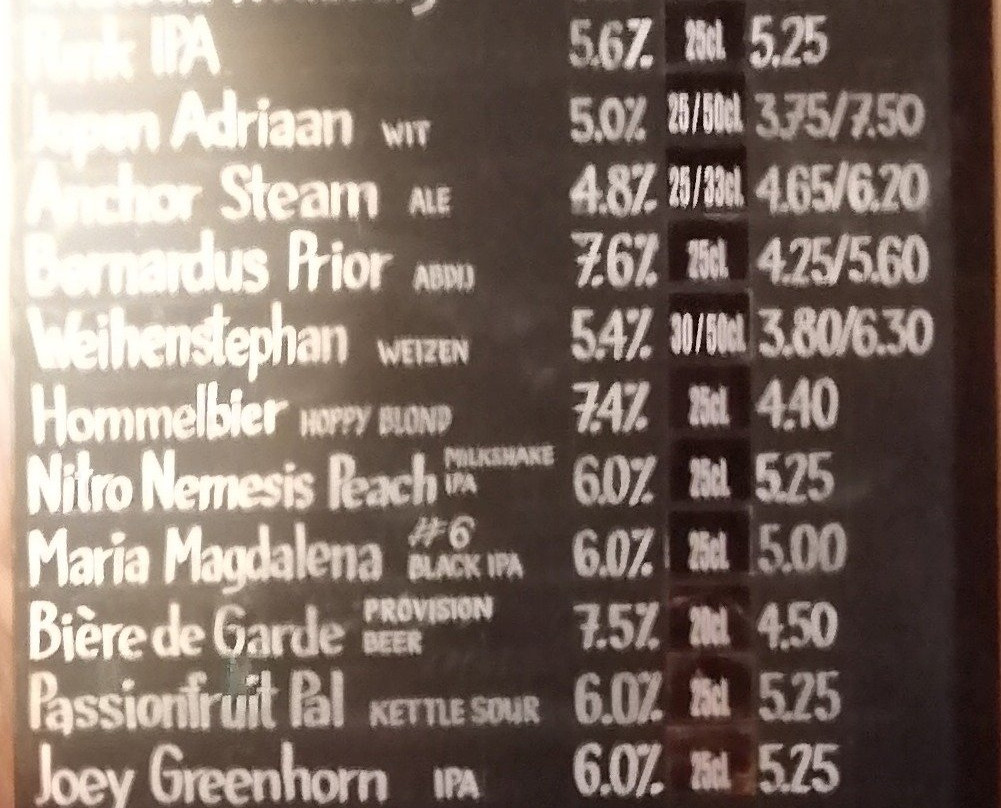 Punk IPA 5.6% 25cl. 5.25
Jopen Adriaan WIT 5.0% 25/50cl. 3.75/7.50
Anchor Steam ALE 4.8% 25/33cl. 4.65/6.20
Bernardus Prior ABDIJ 7.6% 25cl. 4.25/5.60
Weihenstephan WEIZEN 5.4% 30/50cl. 3.80/6.30
Hommelbier HOPPY BLOND 7.4% 25cl. 4.40
Nitro Nemesis Peach MILKSHAKE IPA 6.0% 25cl. 5.25
Maria Magdalena #6 BLACK IPA 6.0% 25cl. 5.00
Bière de Garde PROVISION BEER 7.5% 20cl. 4.50
Passionfruit Pal KETTLE SOUR 6.0% 25cl. 5.25
Joey Greenhorn IPA 6.0% 25cl. 5.25